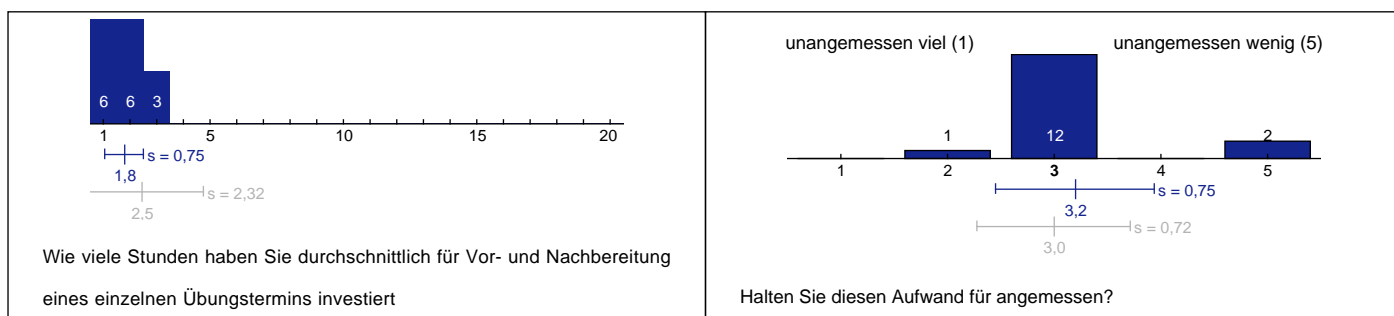 6 6 3
1 5 10 15 20
s = 0,75
1,8
s = 2,32
2,5
Wie viele Stunden haben Sie durchschnittlich für Vor- und Nachbereitung
eines einzelnen Übungstermins investiert
unangemessen viel (1) unangemessen wenig (5)
1 12 2
1 2 3 4 5
s = 0,75
3,2
s = 0,72
3,0
Halten Sie diesen Aufwand für angemessen?